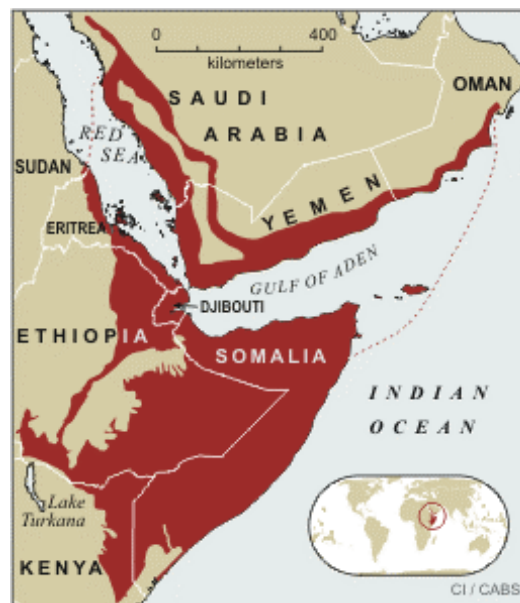 0 400
kilometers
SAUDI
ARABIA
OMAN
RED
SEA
SUDAN
YEMEN
ERITREA
GULF OF ADEN
DJIBOUTI
ETHIOPIA
SOMALIA
INDIAN
OCEAN
Lake
Turkana
KENYA
CI / CABS